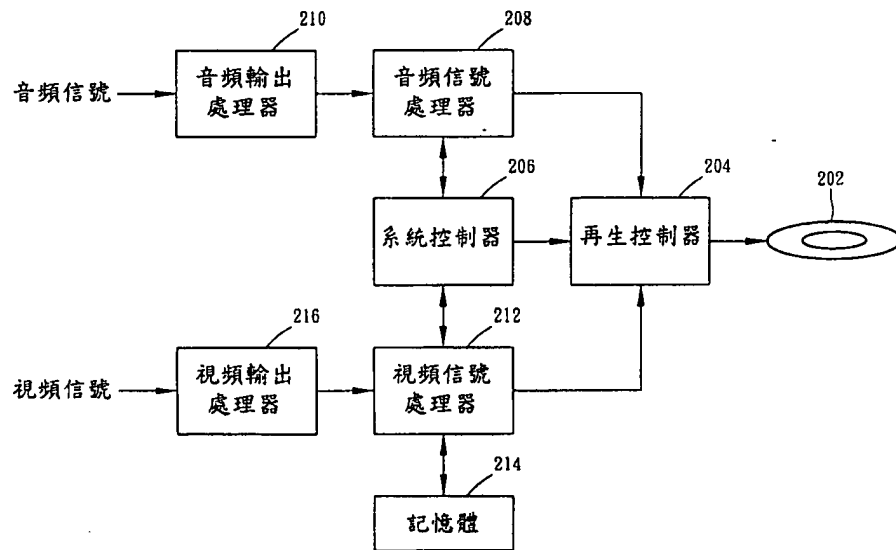 210
208
音頻信號
音頻輸出
處理器
音頻信號
處理器
206
204
202
系統控制器
再生控制器
216
212
視頻信號
視頻輸出
處理器
視頻信號
處理器
214
記憶體